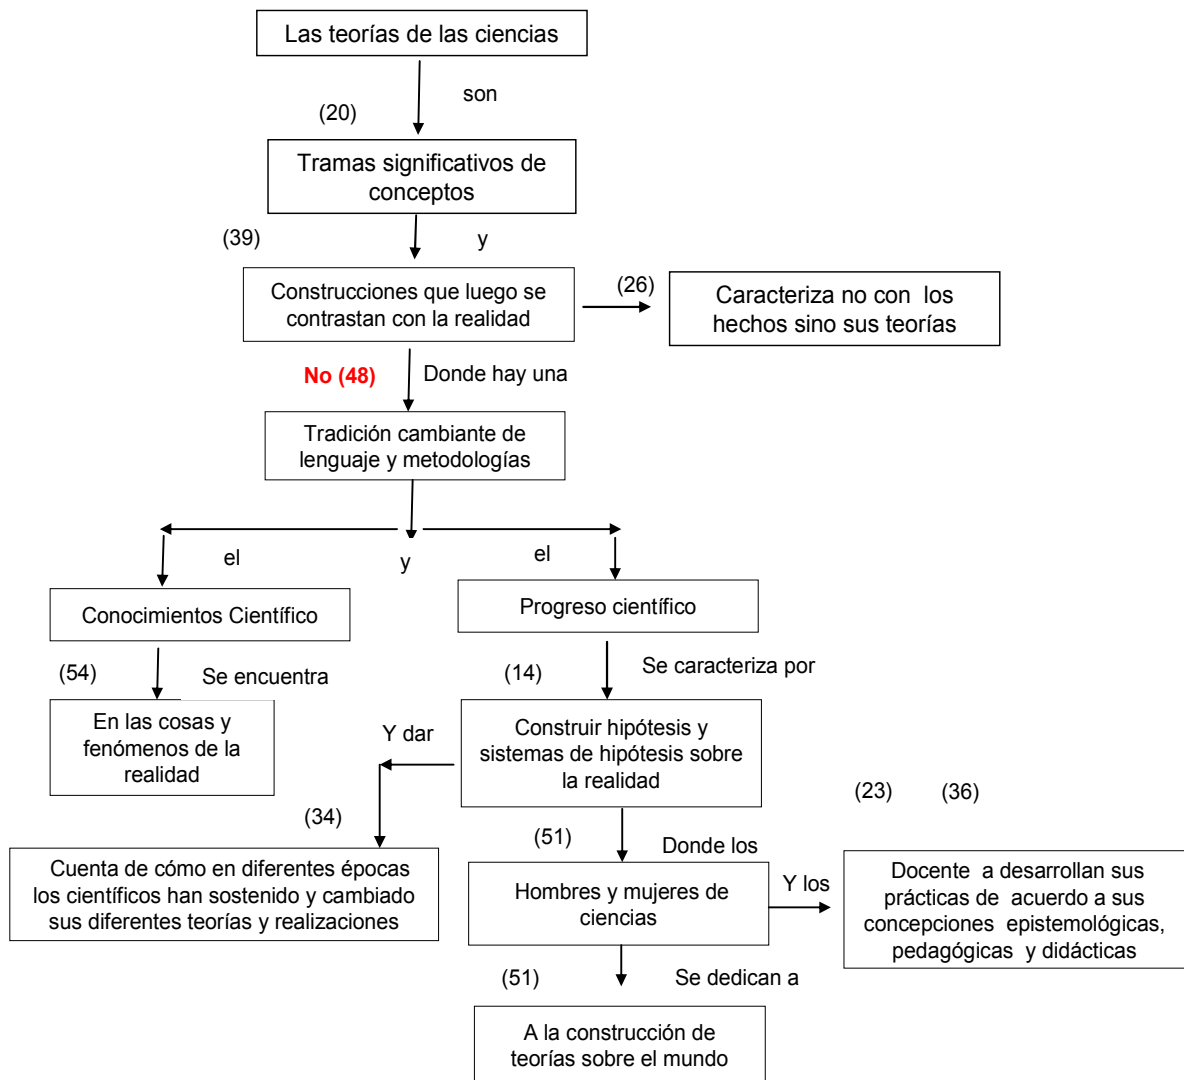 Las teorías de las ciencias
son
(20)
Tramas significativos de
conceptos
(39)
y
Construcciones que luego se
contrastan con la realidad
(26)
Caracteriza no con los
hechos sino sus teorías
No (48)
Donde hay una
Tradición cambiante de
lenguaje y metodologías
el
y
el
Conocimientos Científico
Progreso científico
(54)
Se encuentra
(14)
Se caracteriza por
En las cosas y
fenómenos de la
realidad
Y dar
Construir hipótesis y
sistemas de hipótesis sobre
la realidad
(34)
(23)
(36)
Cuenta de cómo en diferentes épocas
los científicos han sostenido y cambiado
sus diferentes teorías y realizaciones
(51)
Donde los
Hombres y mujeres de
ciencias
Y los
Docente a desarrollan sus
prácticas de acuerdo a sus
concepciones epistemológicas,
pedagógicas y didácticas
(51)
Se dedican a
A la construcción de
teorías sobre el mundo